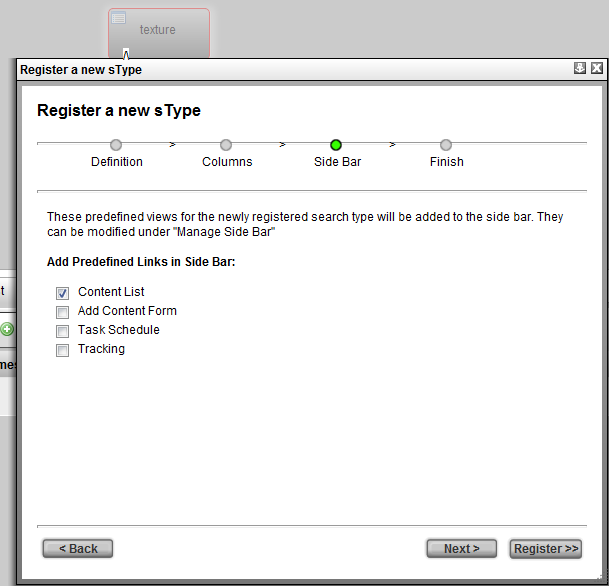 texture
Register a new sType
Register a new sType
> > >
Definition Columns Side Bar Finish
These predefined views for the newly registered search type will be added to the side bar. They
can be modified under "Manage Side Bar"
Add Predefined Links in Side Bar:
Content List
t
Add Content Form
Task Schedule
Tracking
mes
< Back Next > Register >>